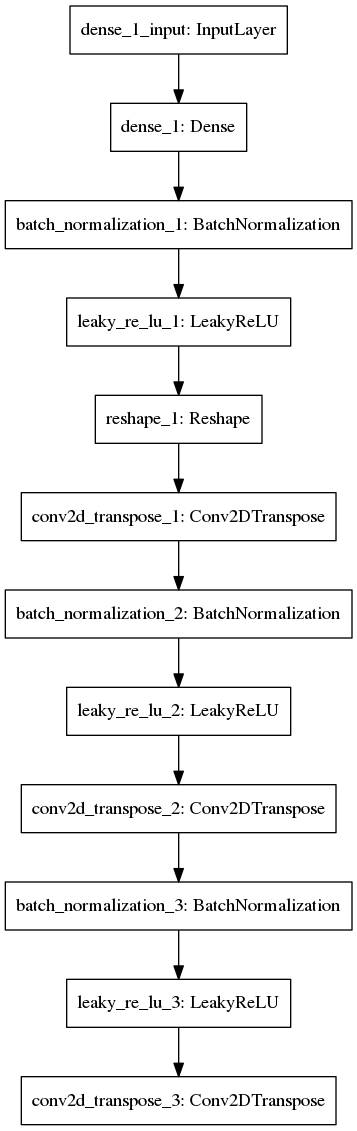 dense_1_input: InputLayer
dense_1: Dense
batch_normalization_1: BatchNormalization
leaky_re_lu_1: LeakyReLU
reshape_1: Reshape
conv2d_transpose_1: Conv2DTranspose
batch_normalization_2: BatchNormalization
leaky_re_lu_2: LeakyReLU
conv2d_transpose_2: Conv2DTranspose
batch_normalization_3: BatchNormalization
leaky_re_lu_3: LeakyReLU
conv2d_transpose_3: Conv2DTranspose